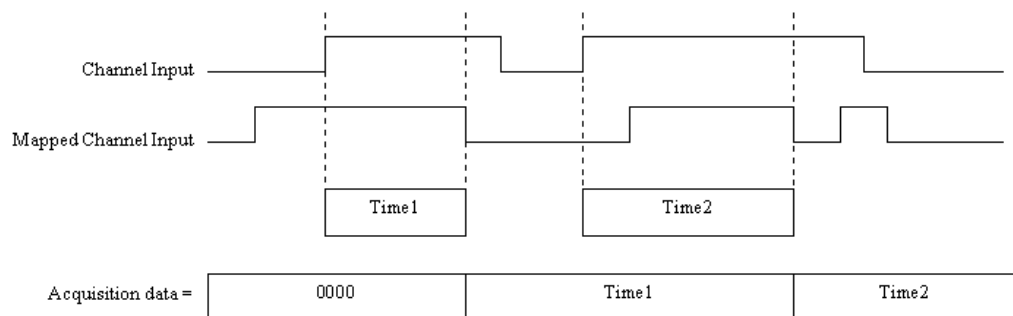 Channel Input
Mapped Channel Input
Time1 Time2
Acquisition data = 0000 Time1 Time2